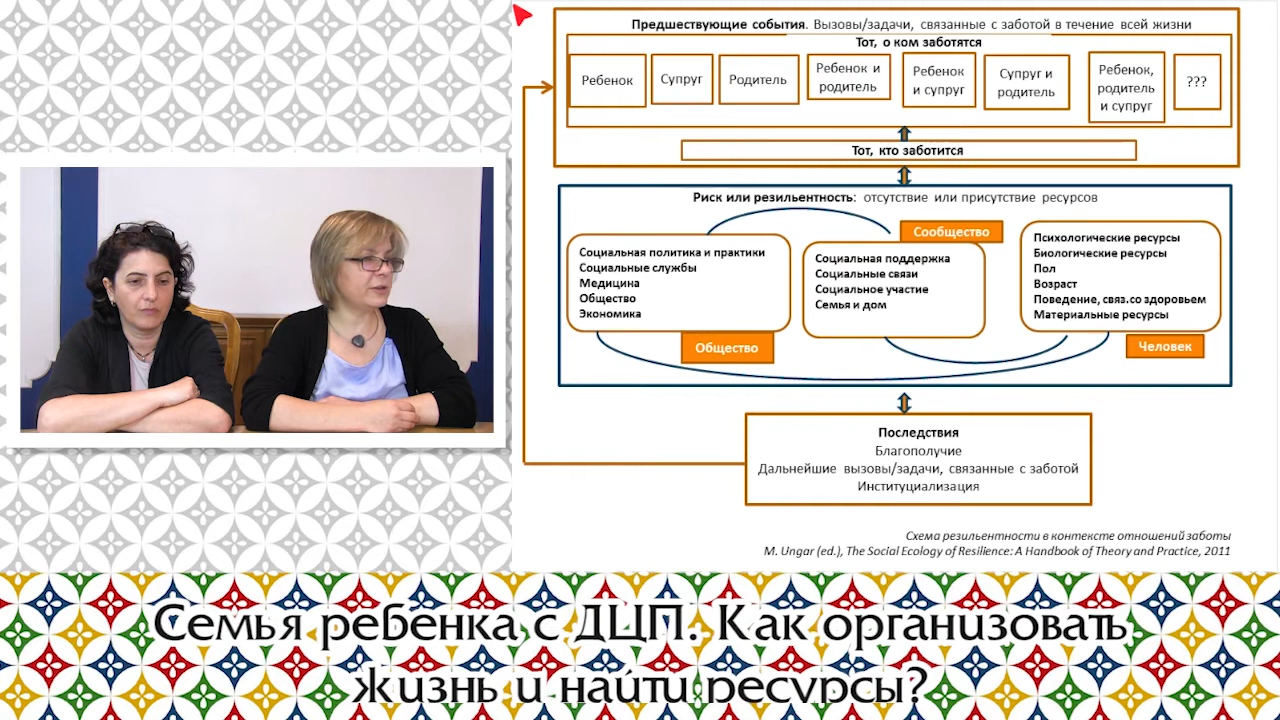 Предшествующие события. Вызовы/задачи, связанные с заботой в течение всей жизни
Тот, о ком заботятся
Ребенок
Супруг
Родитель
Ребенок и
родитель
Ребенок
и супруг
Супруг и
родитель
Ребенок,
родитель
и супруг
???
Тот, кто заботится
Риск или резильентность: отсутствие или присутствие ресурсов
Социальная политика и практики
Социальные службы
Медицина
Общество
Экономика
Общество
Сообщество
Социальная поддержка
Социальные связи
Социальное участие
Семья и дом
Психологические ресурсы
Биологические ресурсы
Пол
Возраст
Поведение, связ.со здоровьем
Материальные ресурсы
Человек
Последствия
Благополучие
Дальнейшие вызовы/задачи, связанные с заботой
Институциализация
Схема резильентности в контексте отношений заботы
M. Ungar (ed.), The Social Ecology of Resilience: A Handbook of Theory and Practice, 2011
Семья ребенка с ДЦП. Как организовать
жизнь и найти ресурсы?